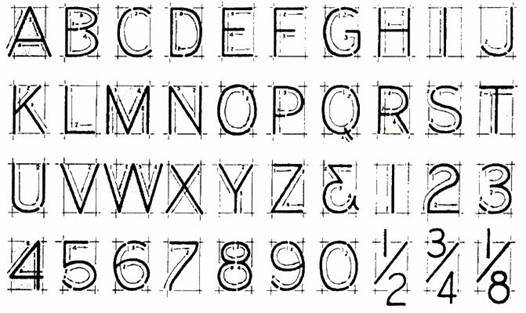 A B C D E F G H I J
K L M N O P Q R S T
U V W X Y Z & 1 2 3
4 5 6 7 8 9 0 1/2 3/4 1/8